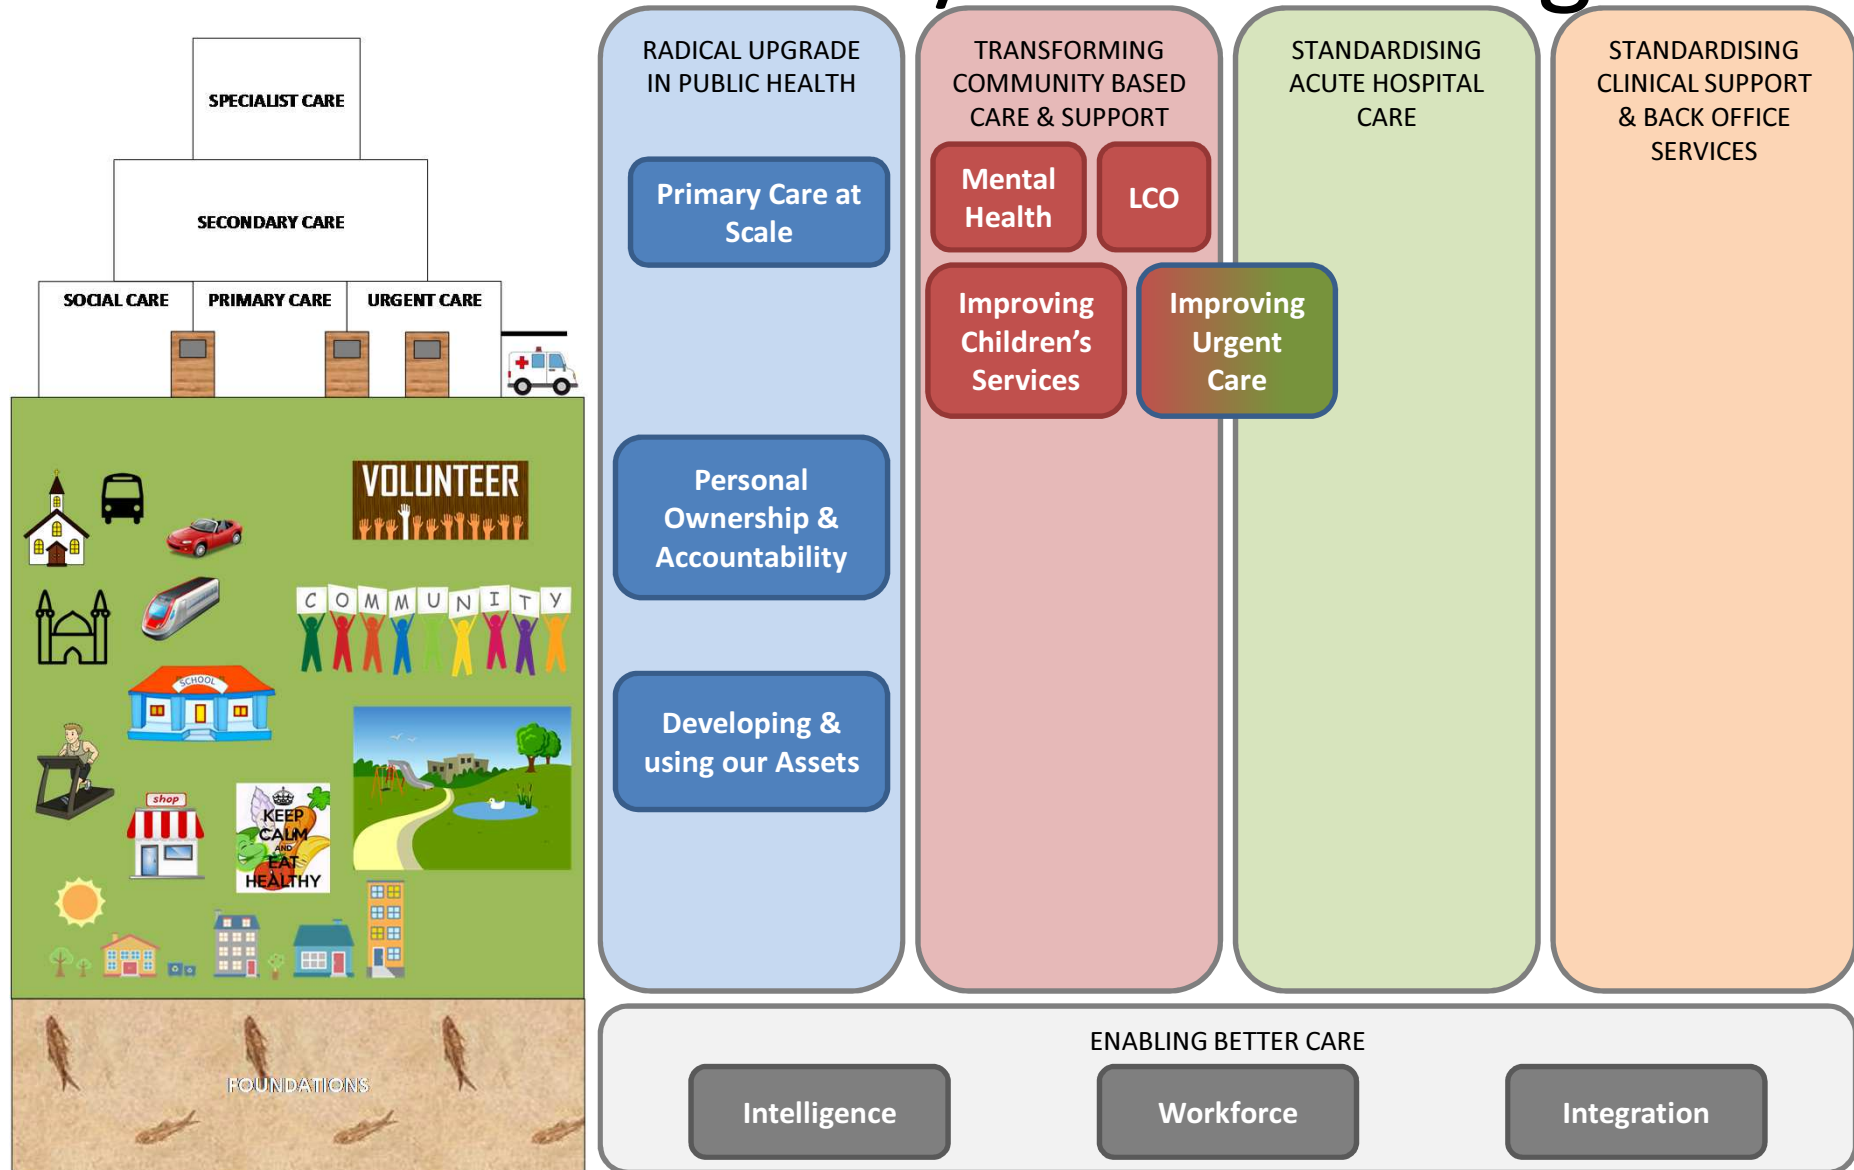 SPECIALIST CARE
SECONDARY CARE
SOCIAL CARE
PRIMARY CARE
URGENT CARE
VOLUNTEER
COMMUNITY
SCHOOL
shop
KEEP
CALM
AND
EAT
HEALTHY
FOUNDATIONS
RADICAL UPGRADE
IN PUBLIC HEALTH
Primary Care at
Scale
Personal
Ownership &
Accountability
Developing &
using our Assets
TRANSFORMING
COMMUNITY BASED
CARE & SUPPORT
Mental
Health
LCO
Improving
Children’s
Services
Improving
Urgent
Care
STANDARDISING
ACUTE HOSPITAL
CARE
STANDARDISING
CLINICAL SUPPORT
& BACK OFFICE
SERVICES
ENABLING BETTER CARE
Intelligence
Workforce
Integration